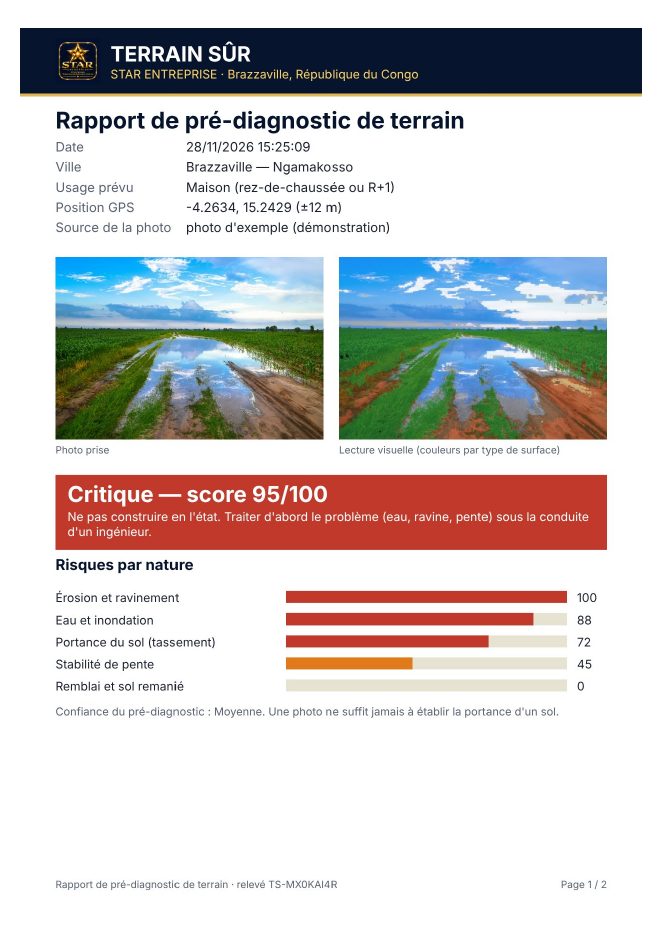 STAR
TERRAIN SÛR
STAR ENTREPRISE · Brazzaville, République du Congo
Rapport de pré-diagnostic de terrain
Date 28/11/2026 15:25:09
Ville Brazzaville — Ngamakosso
Usage prévu Maison (rez-de-chaussée ou R+1)
Position GPS -4.2634, 15.2429 (±12 m)
Source de la photo photo d'exemple (démonstration)
Photo prise
Lecture visuelle (couleurs par type de surface)
Critique — score 95/100
Ne pas construire en l'état. Traiter d'abord le problème (eau, ravine, pente) sous la conduite
d'un ingénieur.
Risques par nature
Érosion et ravinement 100
Eau et inondation 88
Portance du sol (tassement) 72
Stabilité de pente 45
Remblai et sol remanié 0
Confiance du pré-diagnostic : Moyenne. Une photo ne suffit jamais à établir la portance d'un sol.
Rapport de pré-diagnostic de terrain · relevé TS-MX0KAI4R Page 1 / 2